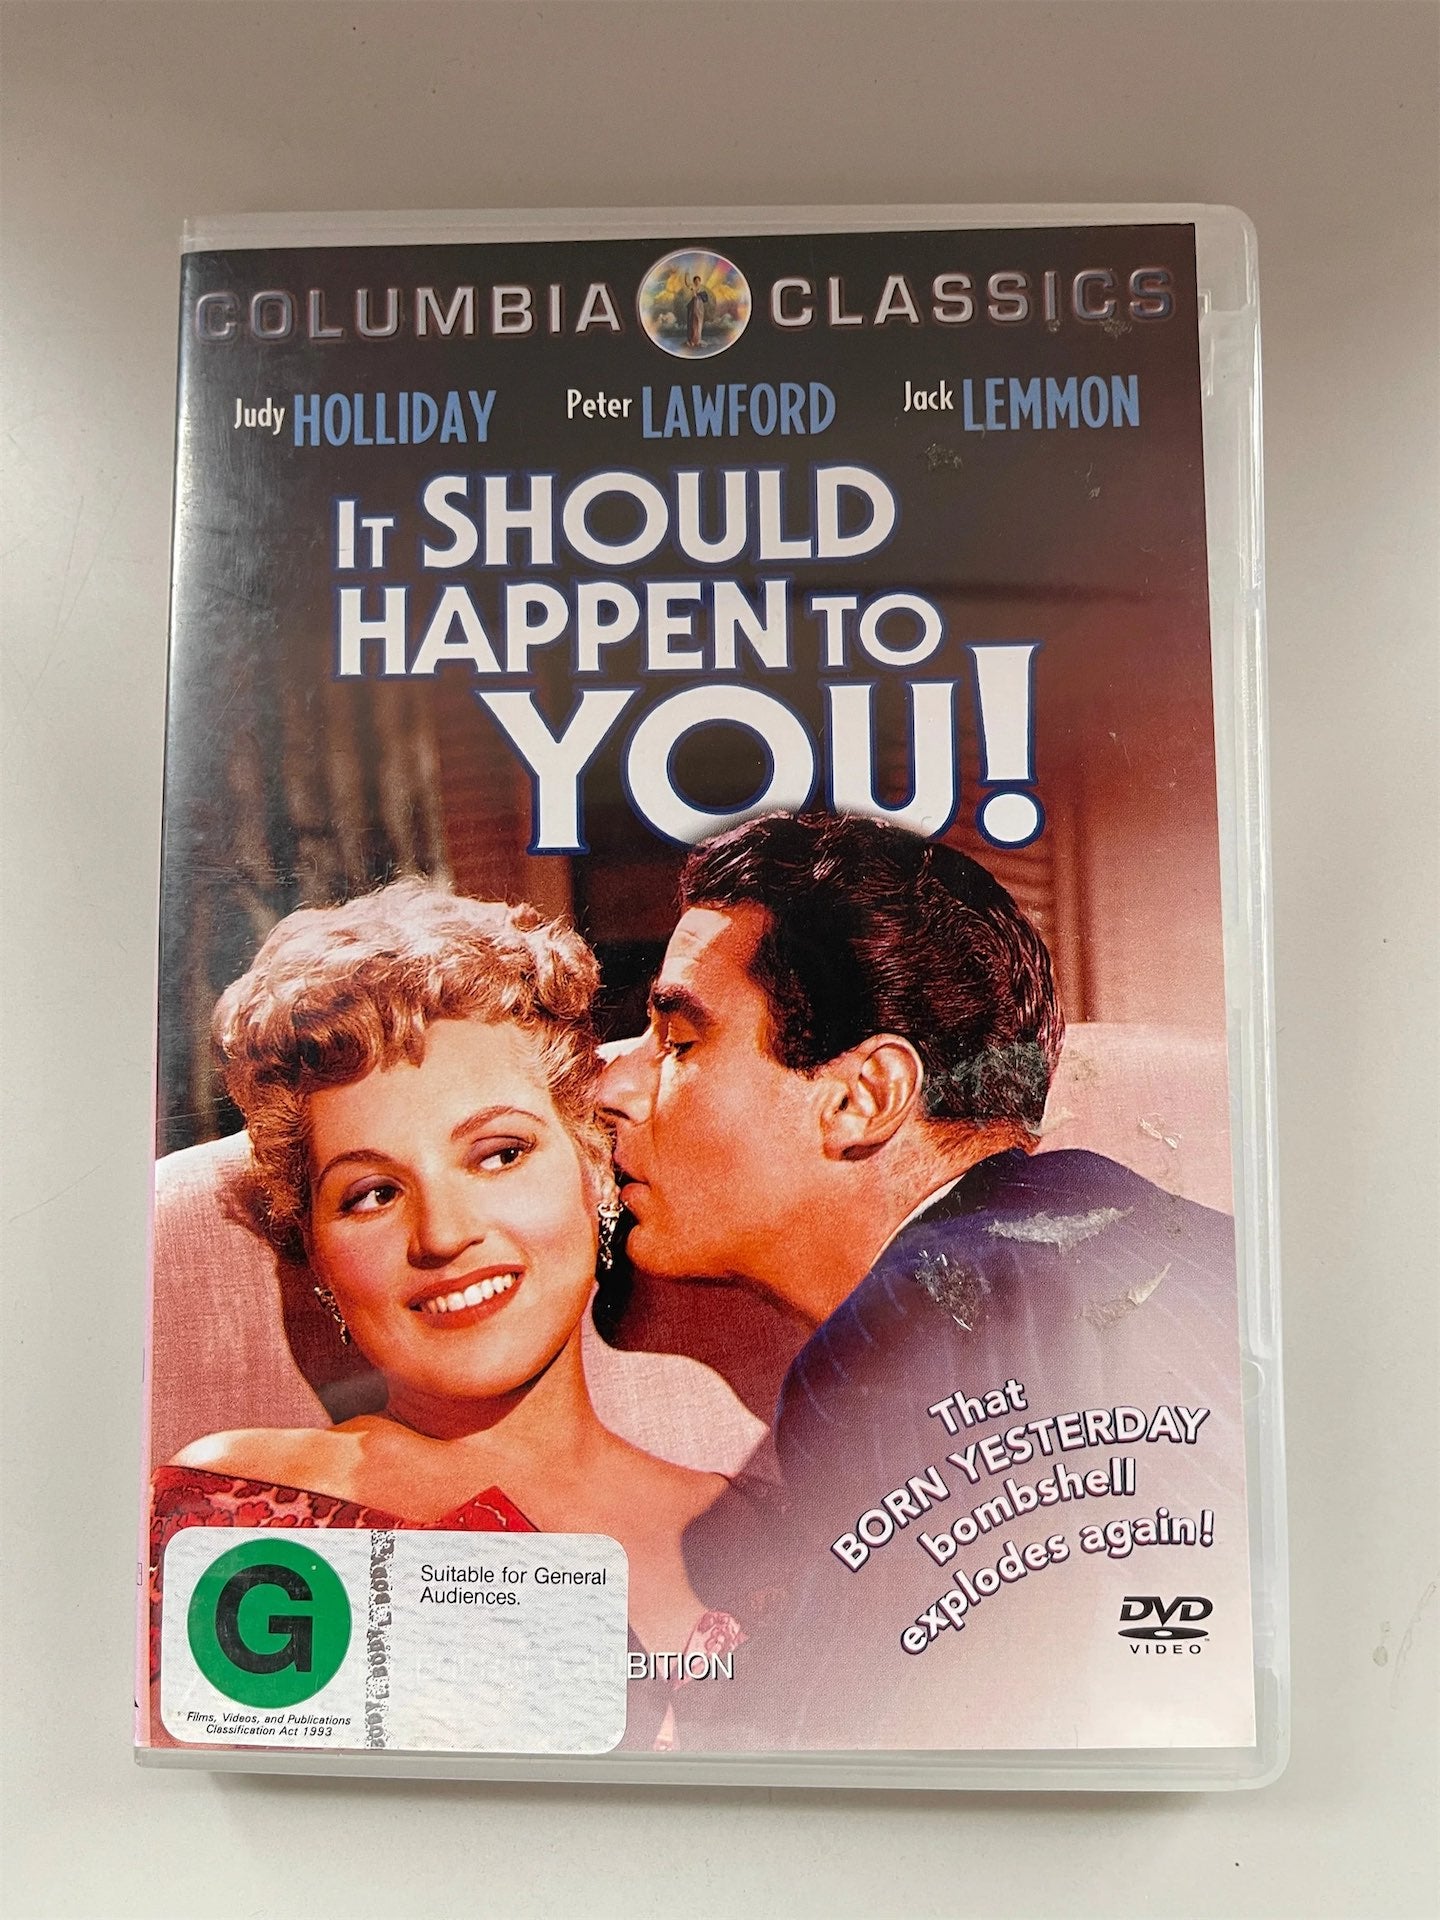 COLUMBIA CLASSICS
Judy HOLLIDAY Peter LAWFORD Jack LEMMON
IT SHOULD
HAPPEN TO
YOU!
That
BORN YESTERDAY
bombshell
explodes again!
DVD
VIDEO
G
Suitable for General
Audiences.
BITION
Films, Videos, and Publications
Classification Act 1993